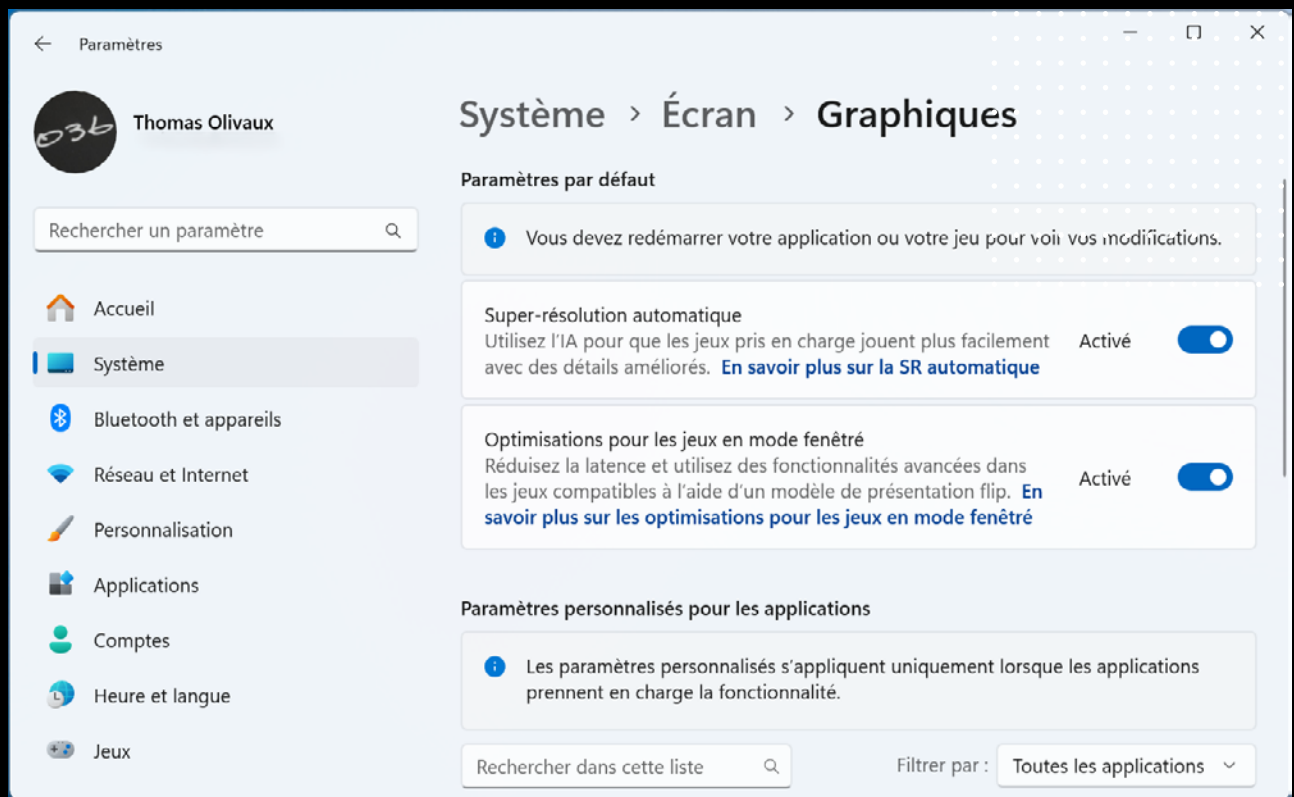 Paramètres
036
Thomas Olivaux
Rechercher un paramètre
Accueil
Système
Bluetooth et appareils
Réseau et Internet
Personnalisation
Applications
Comptes
Heure et langue
Jeux
Système > Écran > Graphiques
Paramètres par défaut
Vous devez redémarrer votre application ou votre jeu pour voir vos modifications.
Super-résolution automatique
Utilisez l'IA pour que les jeux pris en charge jouent plus facilement
avec des détails améliorés. En savoir plus sur la SR automatique
Activé
Optimisations pour les jeux en mode fenêtré
Réduisez la latence et utilisez des fonctionnalités avancées dans
les jeux compatibles à l'aide d'un modèle de présentation flip. En
savoir plus sur les optimisations pour les jeux en mode fenêtré
Activé
Paramètres personnalisés pour les applications
Les paramètres personnalisés s'appliquent uniquement lorsque les applications
prennent en charge la fonctionnalité.
Rechercher dans cette liste
Filtrer par : Toutes les applications